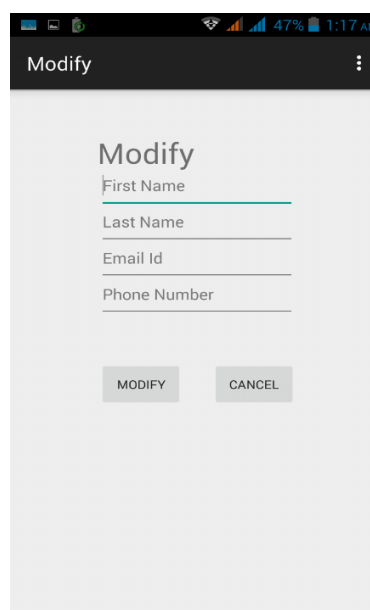 47% 1:17 A
Modify
Modify
First Name
Last Name
Email Id
Phone Number
MODIFY CANCEL